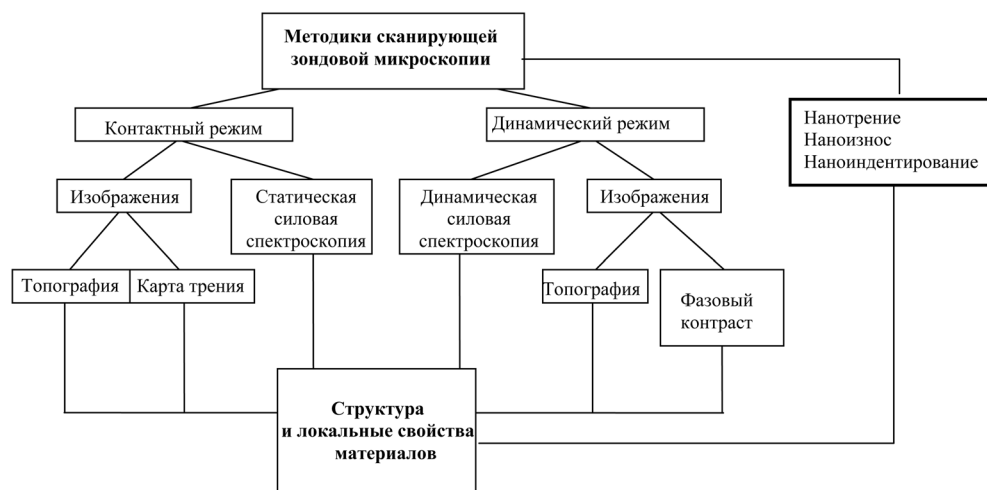 Методики сканирующей
зондовой микроскопии
Контактный режим
Динамический режим
Нанотрение
Наноизнос
Наноиндентирование
Изображения
Статическая
силовая
спектроскопия
Динамическая
силовая
спектроскопия
Изображения
Топография
Карта трения
Топография
Фазовый
контраст
Структура
и локальные свойства
материалов